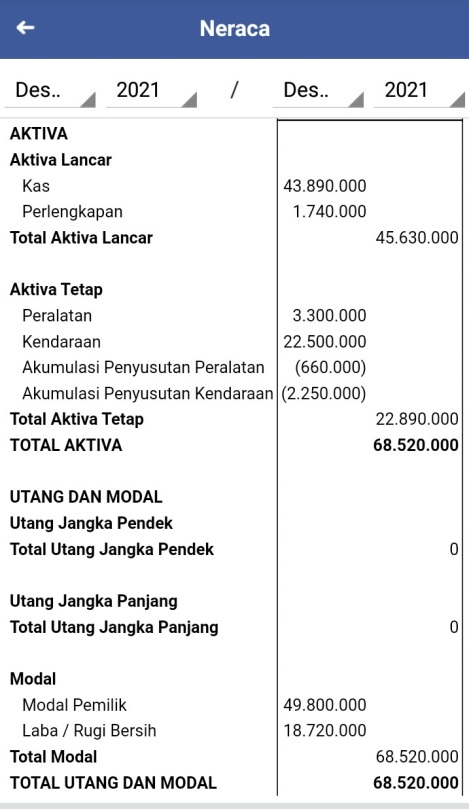 Neraca
Des.. 2021 / Des.. 2021
AKTIVA
Aktiva Lancar
Kas 43.890.000
Perlengkapan 1.740.000
Total Aktiva Lancar 45.630.000
Aktiva Tetap
Peralatan 3.300.000
Kendaraan 22.500.000
Akumulasi Penyusutan Peralatan (660.000)
Akumulasi Penyusutan Kendaraan (2.250.000)
Total Aktiva Tetap 22.890.000
TOTAL AKTIVA 68.520.000
UTANG DAN MODAL
Utang Jangka Pendek
Total Utang Jangka Pendek 0
Utang Jangka Panjang
Total Utang Jangka Panjang 0
Modal
Modal Pemilik 49.800.000
Laba / Rugi Bersih 18.720.000
Total Modal 68.520.000
TOTAL UTANG DAN MODAL 68.520.000